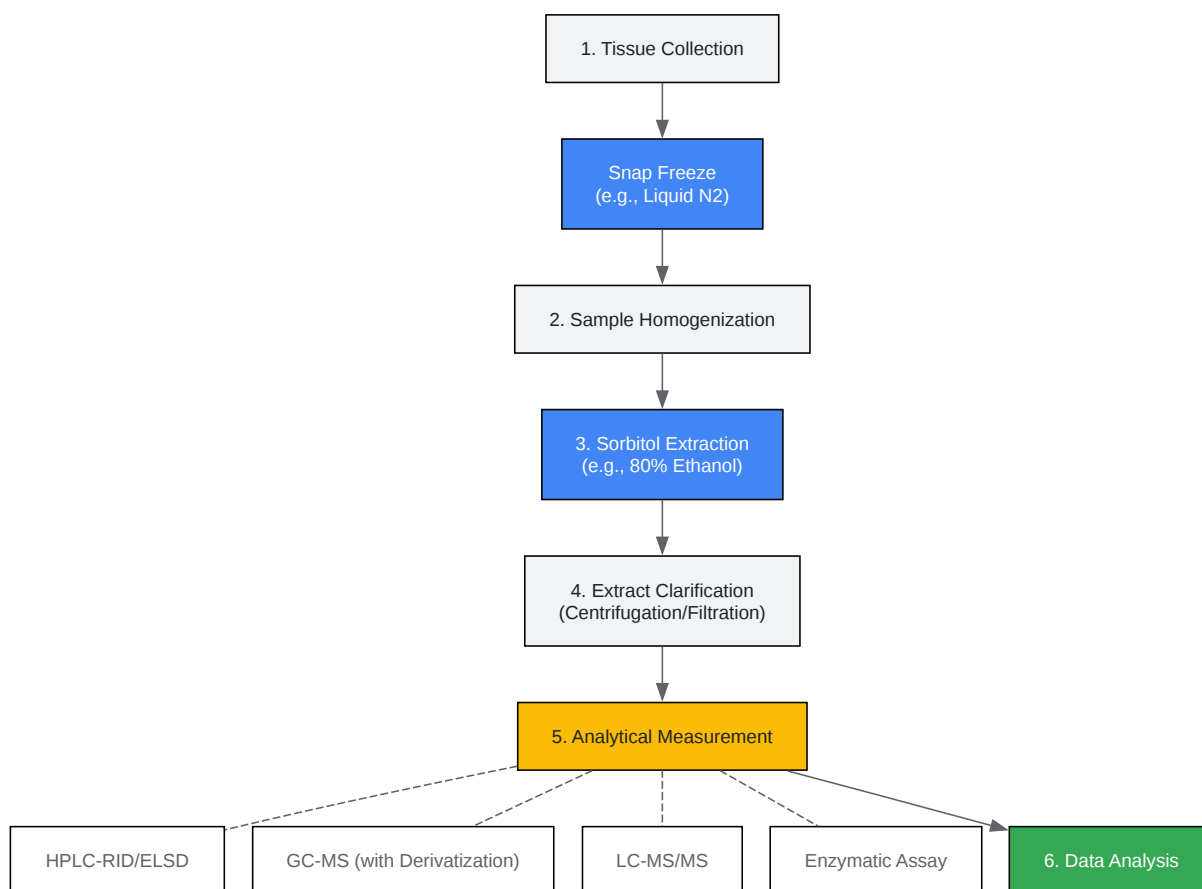 1. Tissue Collection
Snap Freeze
(e.g., Liquid N2)
2. Sample Homogenization
3. Sorbitol Extraction
(e.g., 80% Ethanol)
4. Extract Clarification
(Centrifugation/Filtration)
5. Analytical Measurement
HPLC-RID/ELSD
GC-MS (with Derivatization)
LC-MS/MS
Enzymatic Assay
6. Data Analysis